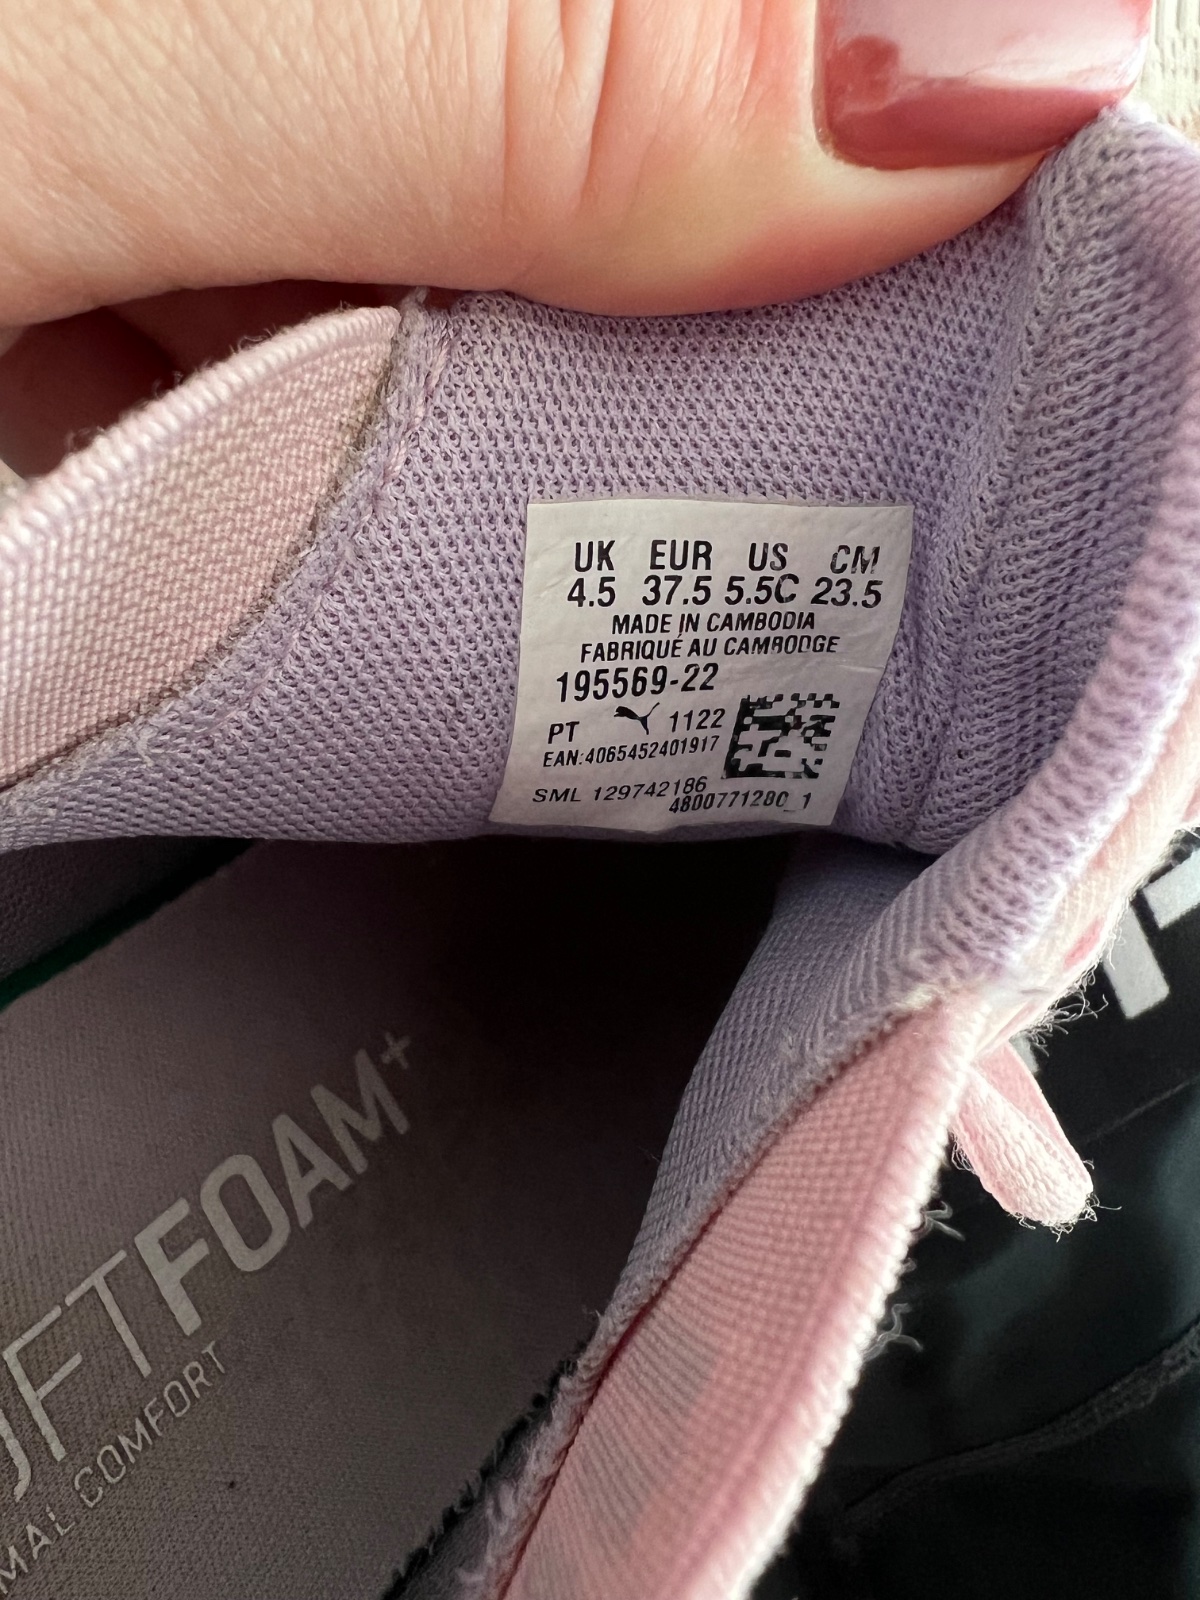 UK EUR US CM
4.5 37.5 5.5C 23.5
MADE IN CAMBODIA
FABRIQUÉ AU CAMBODGE
195569-22
PT 1122
EAN:4065452401917
SML 129742186
4800771280_1
OFTFOAM+
MAL COMFORT